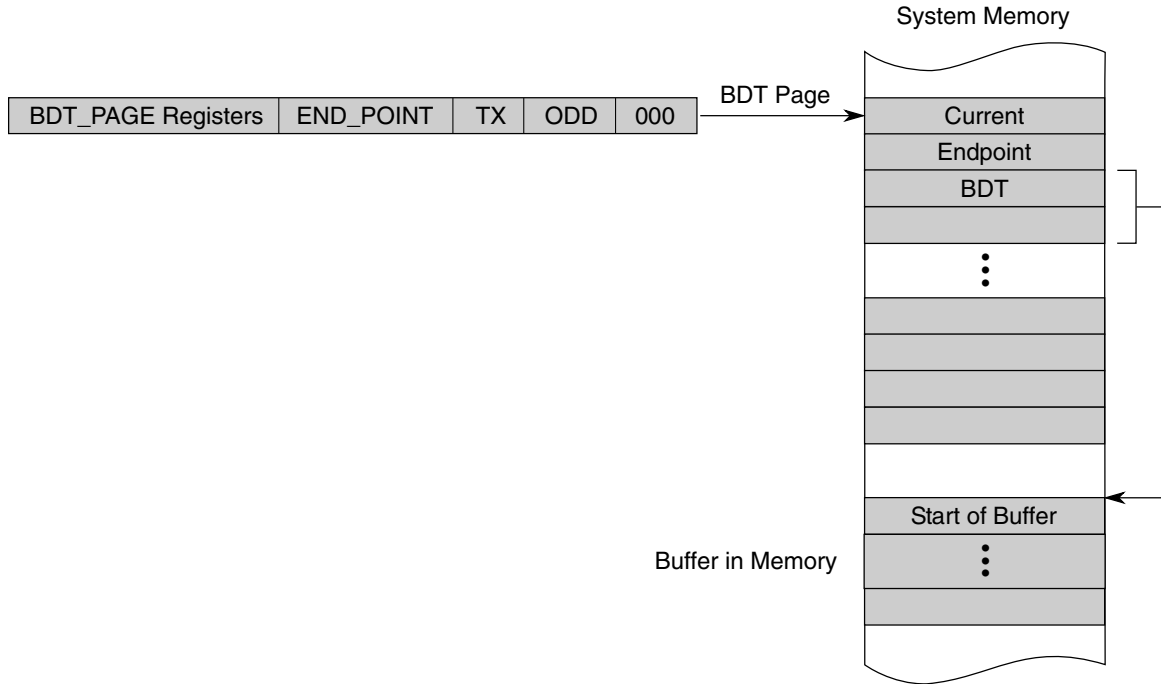 System Memory
BDT_PAGE Registers END_POINT TX ODD 000
BDT Page
Current
Endpoint
BDT
Start of Buffer
Buffer in Memory